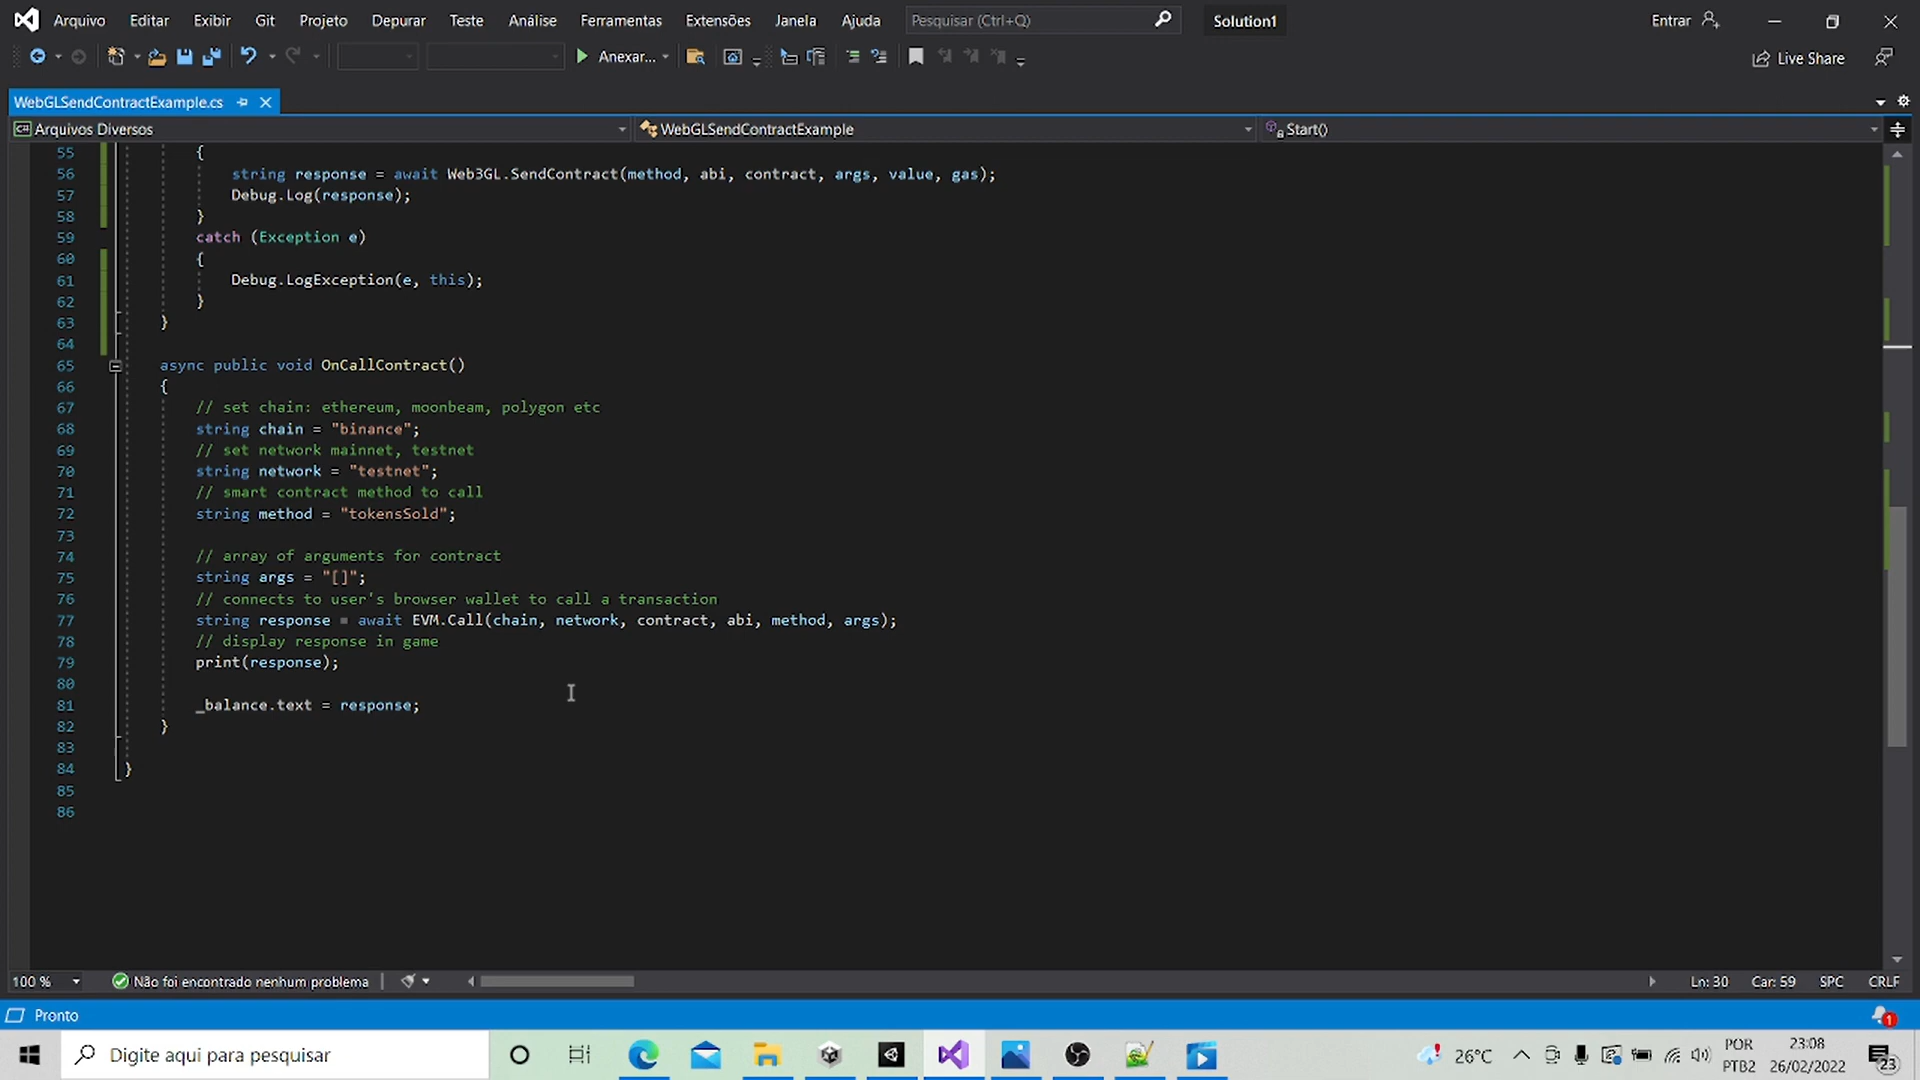 Arquivo Editar Exibir Git Projeto Depurar Teste Análise Ferramentas Extensões Janela Ajuda Pesquisar (Ctrl+Q) Solution1 Entrar
Anexar... Live Share
WebGLSendContractExample.cs
C# Arquivos Diversos WebGLSendContractExample Start()
55 {
56 string response = await Web3GL.SendContract(method, abi, contract, args, value, gas);
57 Debug.Log(response);
58 }
59 catch (Exception e)
60 {
61 Debug.LogException(e, this);
62 }
63 }
64
65 async public void OnCallContract()
66 {
67 // set chain: ethereum, moonbeam, polygon etc
68 string chain = "binance";
69 // set network mainnet, testnet
70 string network = "testnet";
71 // smart contract method to call
72 string method = "tokensSold";
73
74 // array of arguments for contract
75 string args = "[]";
76 // connects to user's browser wallet to call a transaction
77 string response = await EVM.Call(chain, network, contract, abi, method, args);
78 // display response in game
79 print(response);
80
81 _balance.text = response;
82 }
83
84 }
85
86
100 % Não foi encontrado nenhum problema Ln: 30 Car: 59 SPC CRLF
Pronto 1
Digite aqui para pesquisar 26°C POR PTB2 23:08 26/02/2022 23